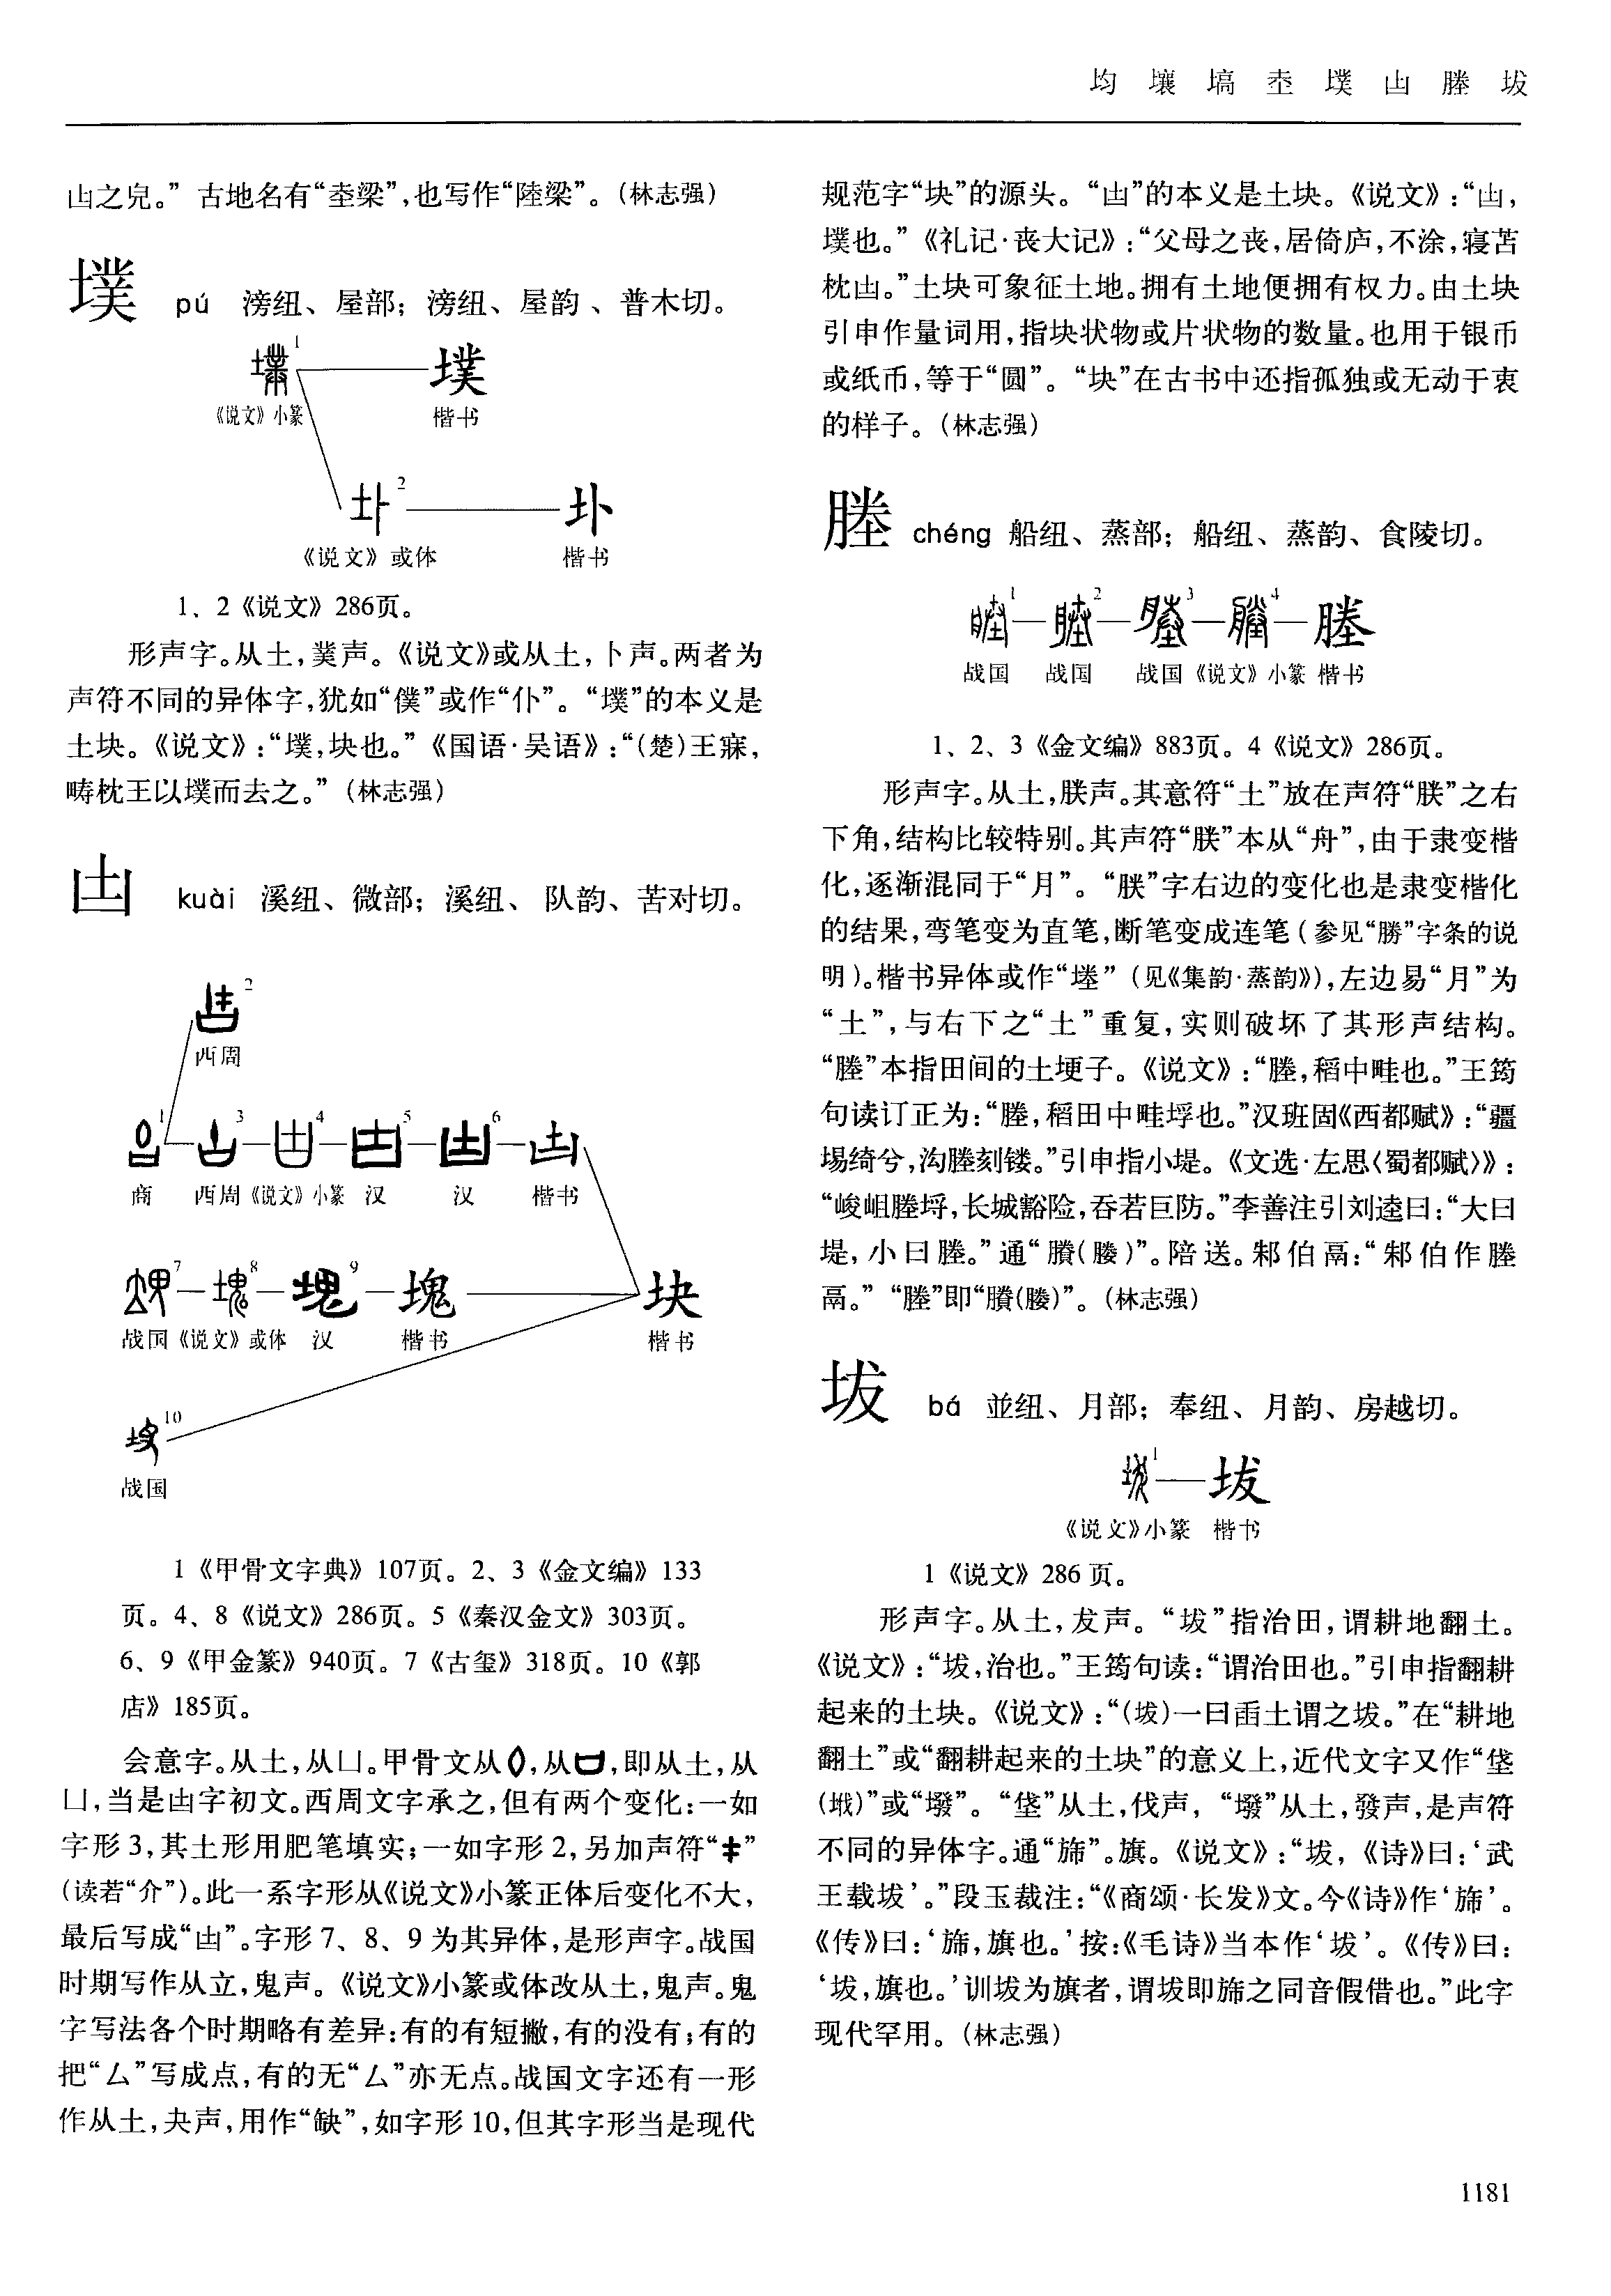 均 壤 塙 坴 墣 凷 塍 坺
凷之皃。”古地名有“坴梁”,也写作“陸梁”。(林志强)
墣 pú 滂纽、屋部;滂纽、屋韵、普木切。
1 墣
《说文》小篆 楷书
2 圤
《说文》或体 楷书
1、2《说文》286页。
形声字。从土,菐声。《说文》或从土,卜声。两者为
声符不同的异体字,犹如“僕”或作“仆”。“墣”的本义是
土块。《说文》:“墣,块也。”《国语·吴语》:“(楚)王寐,
畴枕王以墣而去之。”(林志强)
凷 kuài 溪纽、微部;溪纽、队韵、苦对切。
2
西周
1 3 4 5 6 凷
商 西周《说文》小篆 汉 汉 楷书
7 8 9 塊 块
战国《说文》或体 汉 楷书 楷书
10
战国
1《甲骨文字典》107页。2、3《金文编》133
页。4、8《说文》286页。5《秦汉金文》303页。
6、9《甲金篆》940页。7《古玺》318页。10《郭
店》185页。
会意字。从土,从凵。甲骨文从,从,即从土,从
凵,当是凷字初文。西周文字承之,但有两个变化:一如
字形3,其土形用肥笔填实;一如字形2,另加声符“丯”
(读若“介”)。此一系字形从《说文》小篆正体后变化不大,
最后写成“凷”。字形7、8、9为其异体,是形声字。战国
时期写作从立,鬼声。《说文》小篆或体改从土,鬼声。鬼
字写法各个时期略有差异:有的有短撇,有的没有;有的
把“厶”写成点,有的无“厶”亦无点。战国文字还有一形
作从土,夬声,用作“缺”,如字形10,但其字形当是现代
规范字“块”的源头。“凷”的本义是土块。《说文》:“凷,
墣也。”《礼记·丧大记》:“父母之丧,居倚庐,不涂,寝苫
枕凷。”土块可象征土地。拥有土地便拥有权力。由土块
引申作量词用,指块状物或片状物的数量。也用于银币
或纸币,等于“圆”。“块”在古书中还指孤独或无动于衷
的样子。(林志强)
塍 chéng 船纽、蒸部;船纽、蒸韵、食陵切。
1 2 3 4 塍
战国 战国 战国《说文》小篆 楷书
1、2、3《金文编》883页。4《说文》286页。
形声字。从土,朕声。其意符“土”放在声符“朕”之右
下角,结构比较特别。其声符“朕”本从“舟”,由于隶变楷
化,逐渐混同于“月”。“朕”字右边的变化也是隶变楷化
的结果,弯笔变为直笔,断笔变成连笔(参见“勝”字条的说
明)。楷书异体或作“”(见《集韵·蒸韵》),左边易“月”为
“土”,与右下之“土”重复,实则破坏了其形声结构。
“塍”本指田间的土埂子。《说文》:“塍,稻中畦也。”王筠
句读订正为:“塍,稻田中畦埒也。”汉班固《西都赋》:“疆
埸绮兮,沟塍刻镂。”引申指小堤。《文选·左思〈蜀都赋〉》:
“峻岨塍埒,长城豁险,吞若巨防。”李善注引刘逵曰:“大曰
堤,小曰塍。”通“賸(媵)”。陪送。邾伯鬲:“邾伯作塍
鬲。”“塍”即“賸(媵)”。(林志强)
坺 bá 並纽、月部;奉纽、月韵、房越切。
1 坺
《说文》小篆 楷书
1《说文》286页。
形声字。从土,犮声。“坺”指治田,谓耕地翻土。
《说文》:“坺,治也。”王筠句读:“谓治田也。”引申指翻耕
起来的土块。《说文》:“(坺)一曰臿土谓之坺。”在“耕地
翻土”或“翻耕起来的土块”的意义上,近代文字又作“垡
(墢)”或“墢”。“垡”从土,伐声,“墢”从土,發声,是声符
不同的异体字。通“旆”。旗。《说文》:“坺,《诗》曰:‘武
王载坺’。”段玉裁注:“《商颂·长发》文。今《诗》作‘旆’。
《传》曰:‘旆,旗也。’按:《毛诗》当本作‘坺’。《传》曰:
‘坺,旗也。’训坺为旗者,谓坺即旆之同音假借也。”此字
现代罕用。(林志强)
1181